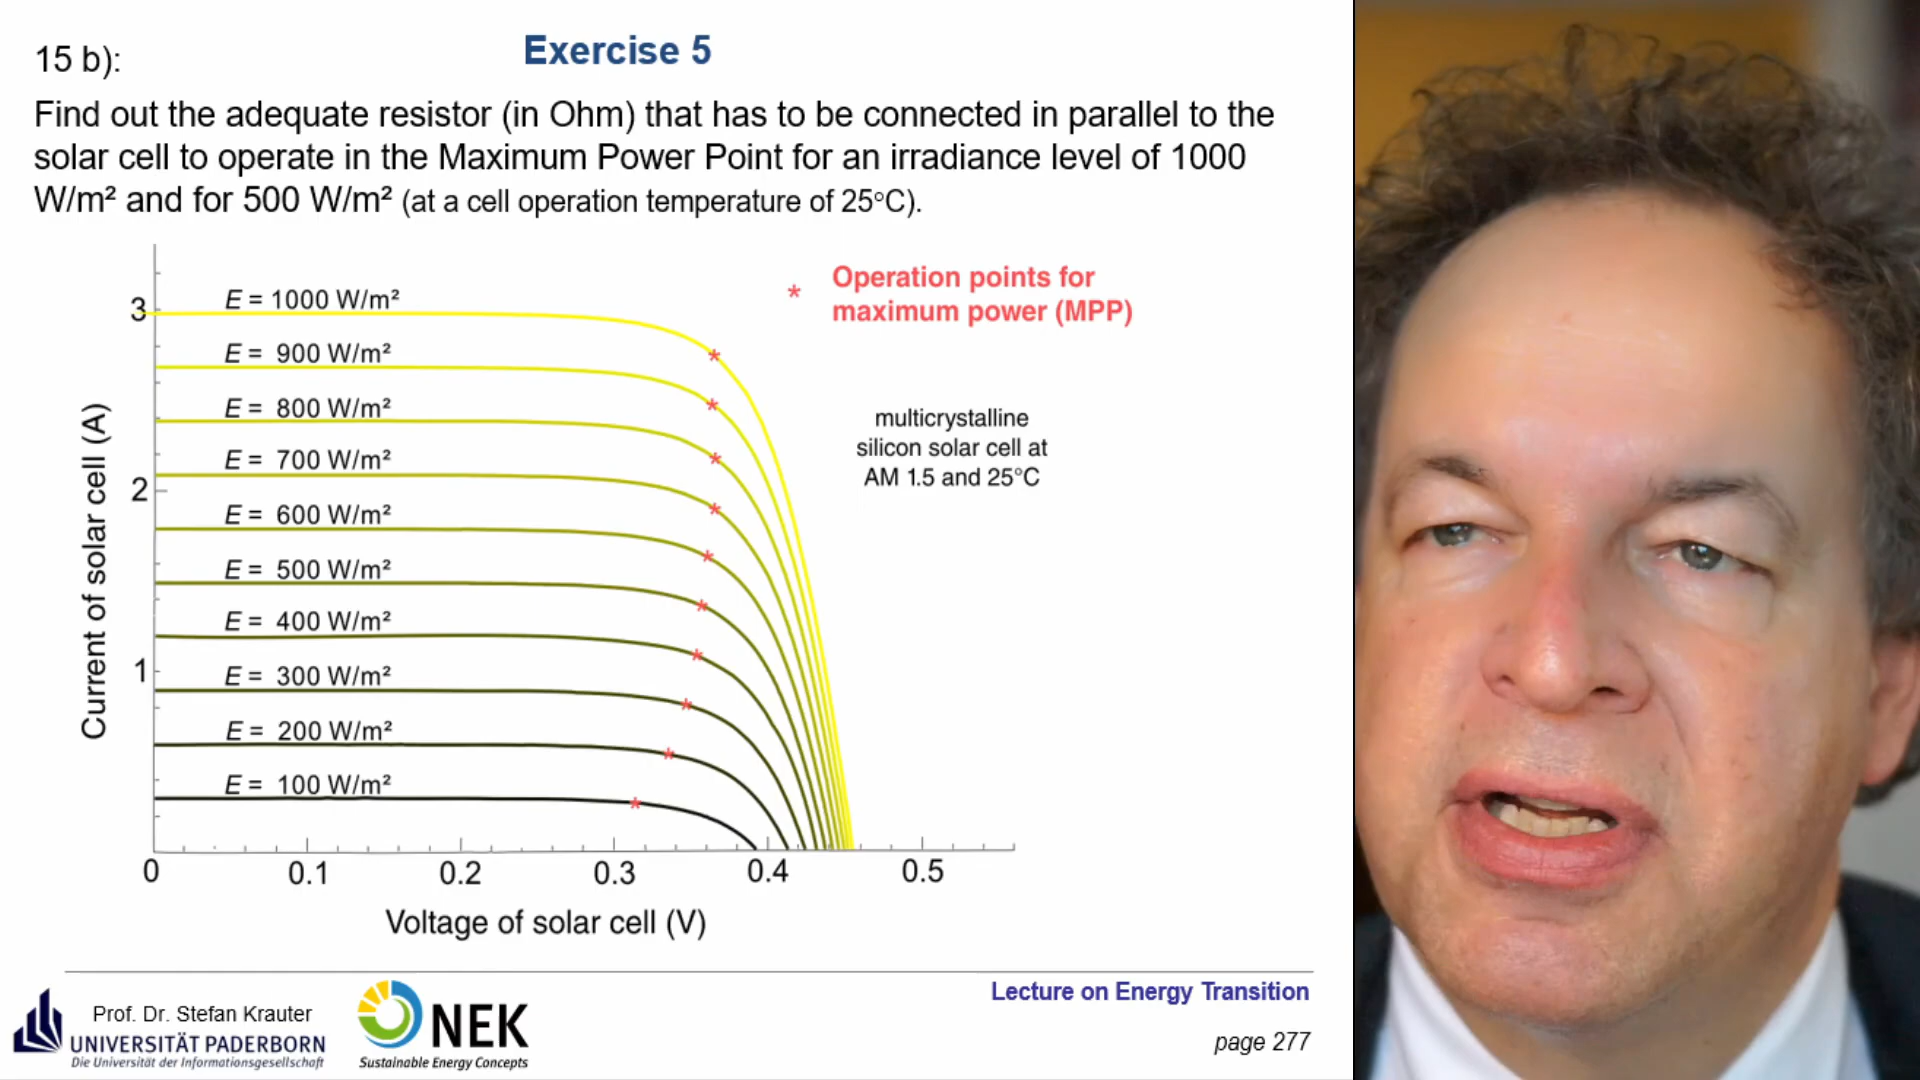 15 b):
Exercise 5
Find out the adequate resistor (in Ohm) that has to be connected in parallel to the
solar cell to operate in the Maximum Power Point for an irradiance level of 1000
W/m² and for 500 W/m² (at a cell operation temperature of 25°C).
* Operation points for
maximum power (MPP)
multicrystalline
silicon solar cell at
AM 1.5 and 25°C
Current of solar cell (A)
3
2
1
E = 1000 W/m²
E = 900 W/m²
E = 800 W/m²
E = 700 W/m²
E = 600 W/m²
E = 500 W/m²
E = 400 W/m²
E = 300 W/m²
E = 200 W/m²
E = 100 W/m²
0 0.1 0.2 0.3 0.4 0.5
Voltage of solar cell (V)
Prof. Dr. Stefan Krauter
UNIVERSITÄT PADERBORN
Die Universität der Informationsgesellschaft
NEK
Sustainable Energy Concepts
Lecture on Energy Transition
page 277